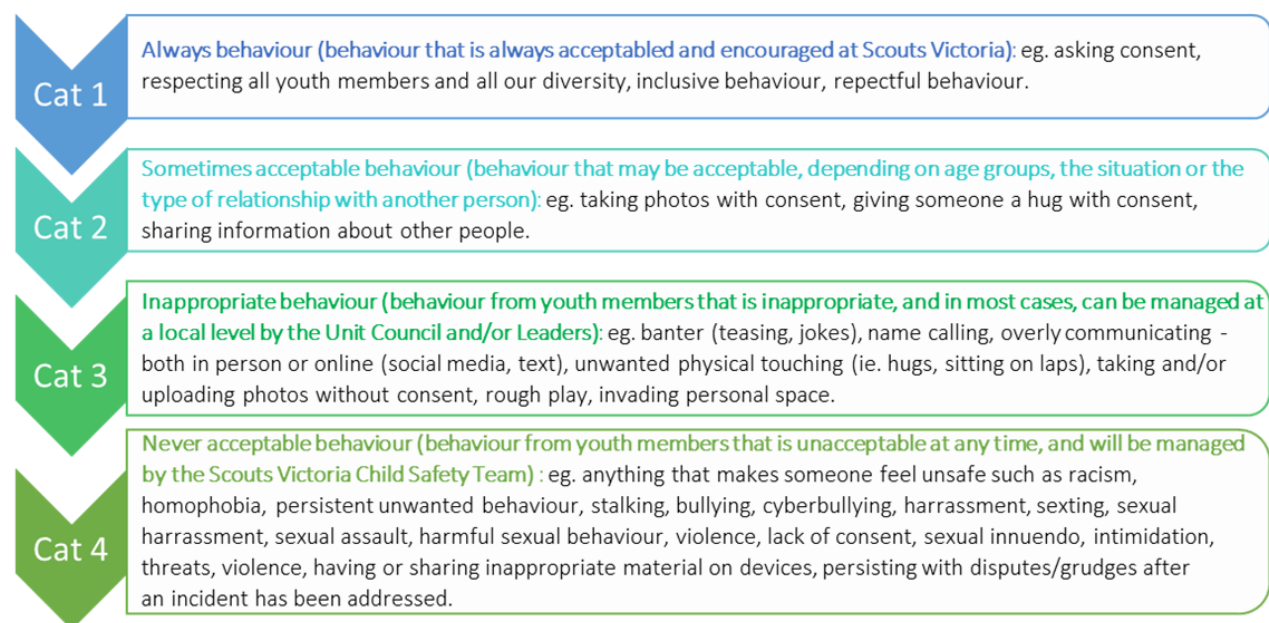 Cat 1
Always behaviour (behaviour that is always acceptabled and encouraged at Scouts Victoria): eg. asking consent,
respecting all youth members and all our diversity, inclusive behaviour, repectful behaviour.
Cat 2
Sometimes acceptable behaviour (behaviour that may be acceptable, depending on age groups, the situation or the
type of relationship with another person): eg. taking photos with consent, giving someone a hug with consent,
sharing information about other people.
Cat 3
Inappropriate behaviour (behaviour from youth members that is inappropriate, and in most cases, can be managed at
a local level by the Unit Council and/or Leaders): eg. banter (teasing, jokes), name calling, overly communicating -
both in person or online (social media, text), unwanted physical touching (ie. hugs, sitting on laps), taking and/or
uploading photos without consent, rough play, invading personal space.
Cat 4
Never acceptable behaviour (behaviour from youth members that is unacceptable at any time, and will be managed
by the Scouts Victoria Child Safety Team) : eg. anything that makes someone feel unsafe such as racism,
homophobia, persistent unwanted behaviour, stalking, bullying, cyberbullying, harrassment, sexting, sexual
harrassment, sexual assault, harmful sexual behaviour, violence, lack of consent, sexual innuendo, intimidation,
threats, violence, having or sharing inappropriate material on devices, persisting with disputes/grudges after
an incident has been addressed.